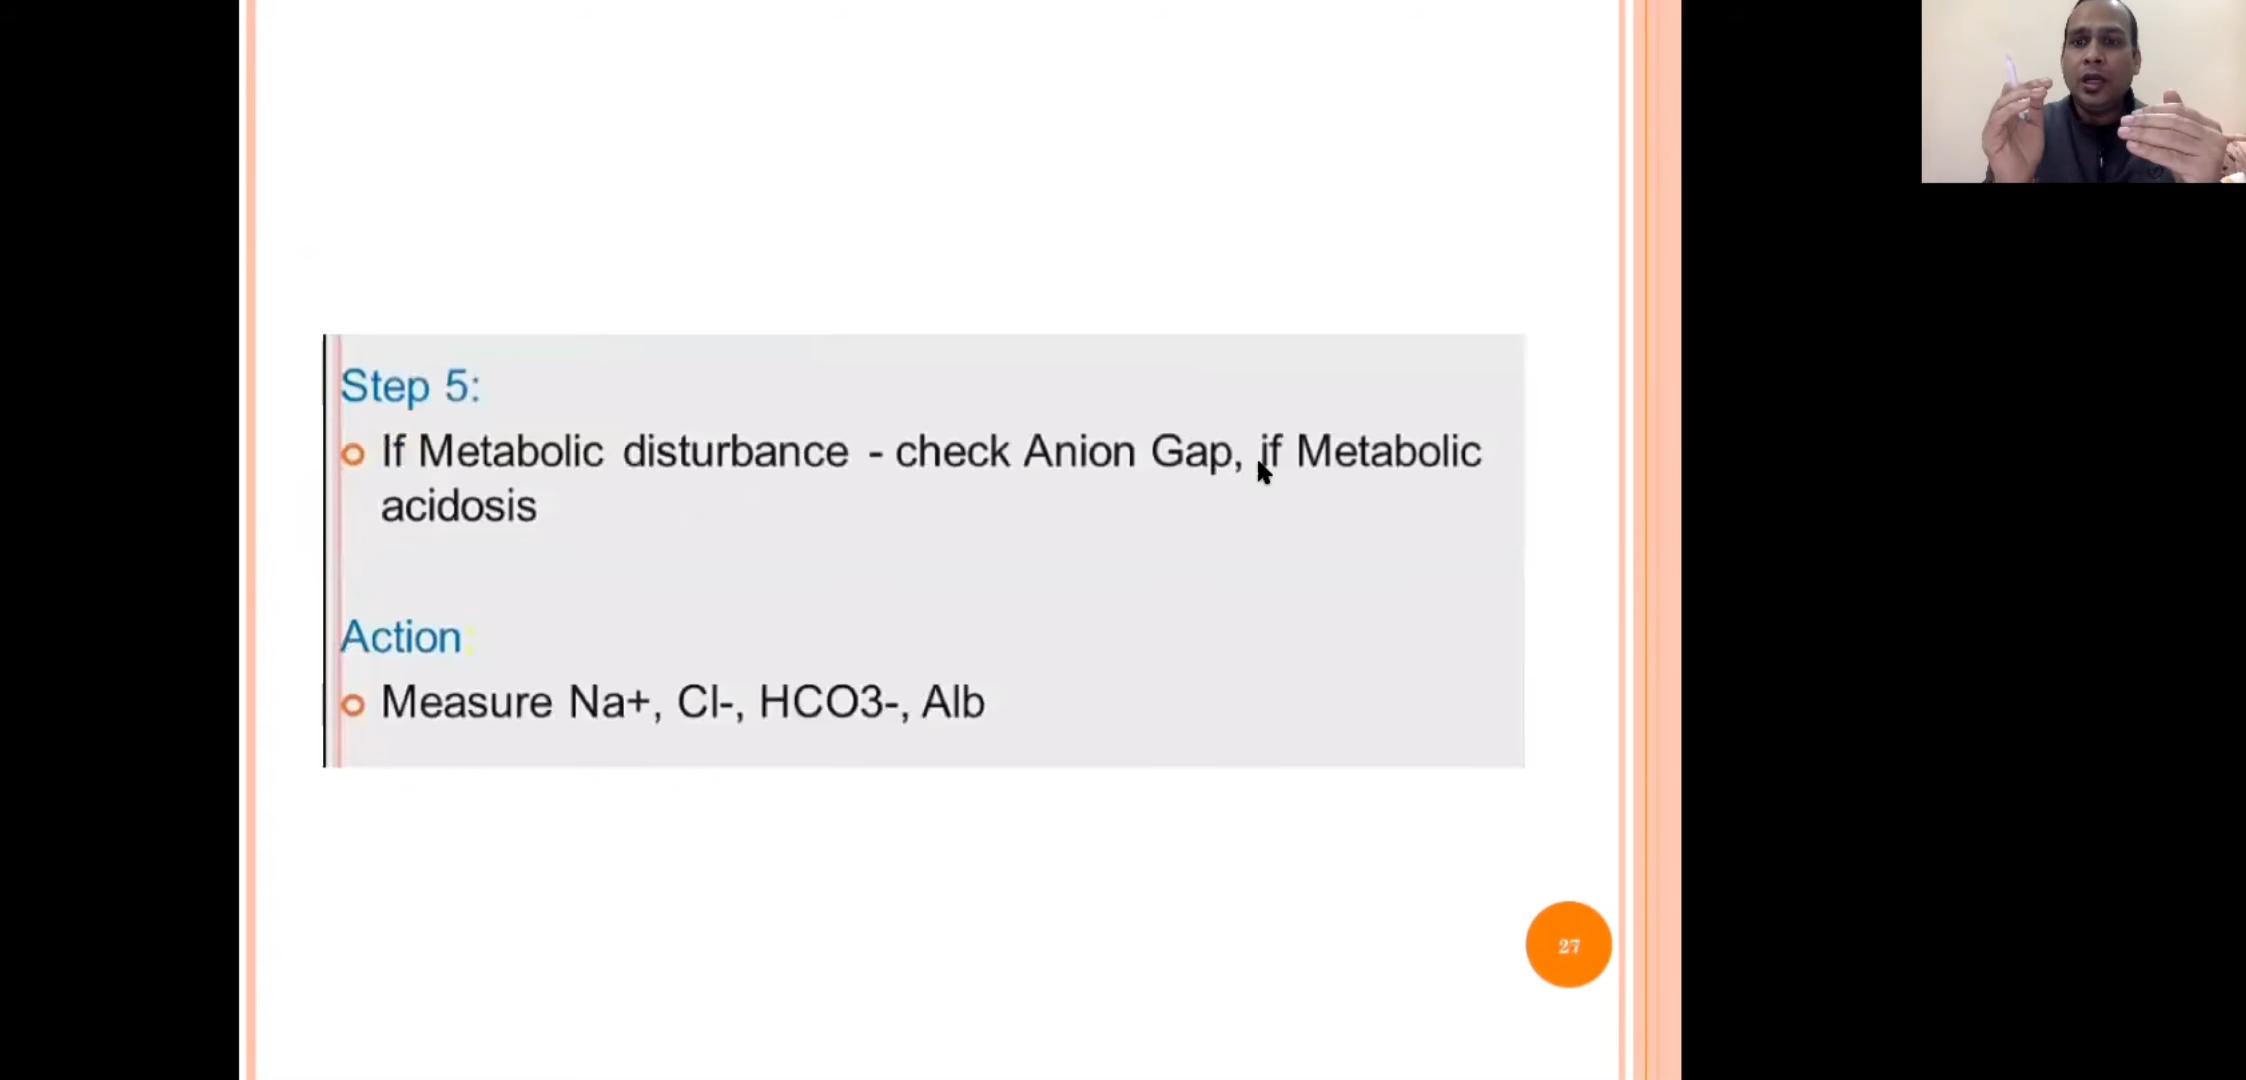 Step 5:
If Metabolic disturbance - check Anion Gap, if Metabolic
acidosis
Action:
Measure Na+, Cl-, HCO3-, Alb
27